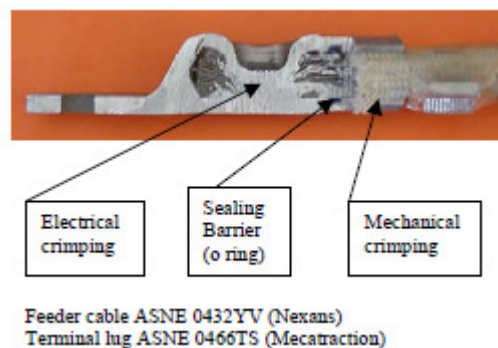 Electrical
crimping
Sealing
Barrier
(o ring)
Mechanical
crimping
Feeder cable ASNE 0432YV (Nexans)
Terminal lug ASNE 0466TS (Mecatraction)